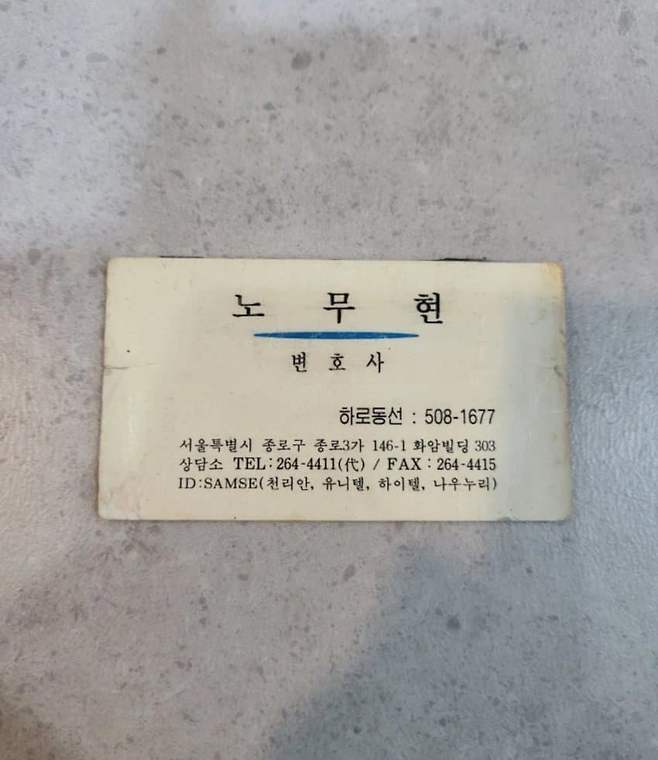 노 무 현
변 호 사
하로동선 : 508-1677
서울특별시 종로구 종로3가 146-1 화암빌딩 303
상담소 TEL : 264-4411(代) / FAX : 264-4415
ID:SAMSE(천리안, 유니텔, 하이텔, 나우누리)